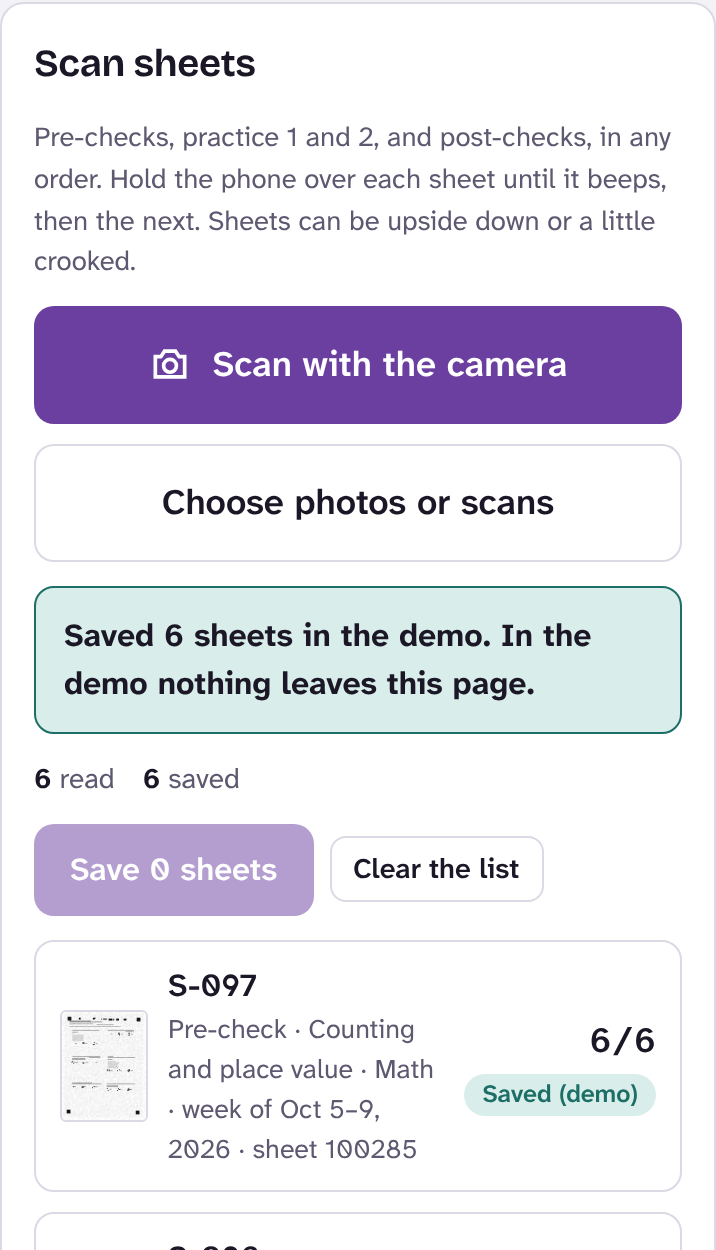 Scan sheets
Pre-checks, practice 1 and 2, and post-checks, in any
order. Hold the phone over each sheet until it beeps,
then the next. Sheets can be upside down or a little
crooked.
Scan with the camera
Choose photos or scans
Saved 6 sheets in the demo. In the
demo nothing leaves this page.
6 read 6 saved
Save 0 sheets
Clear the list
S-097
Pre-check · Counting
and place value · Math
· week of Oct 5–9,
2026 · sheet 100285
6/6
Saved (demo)